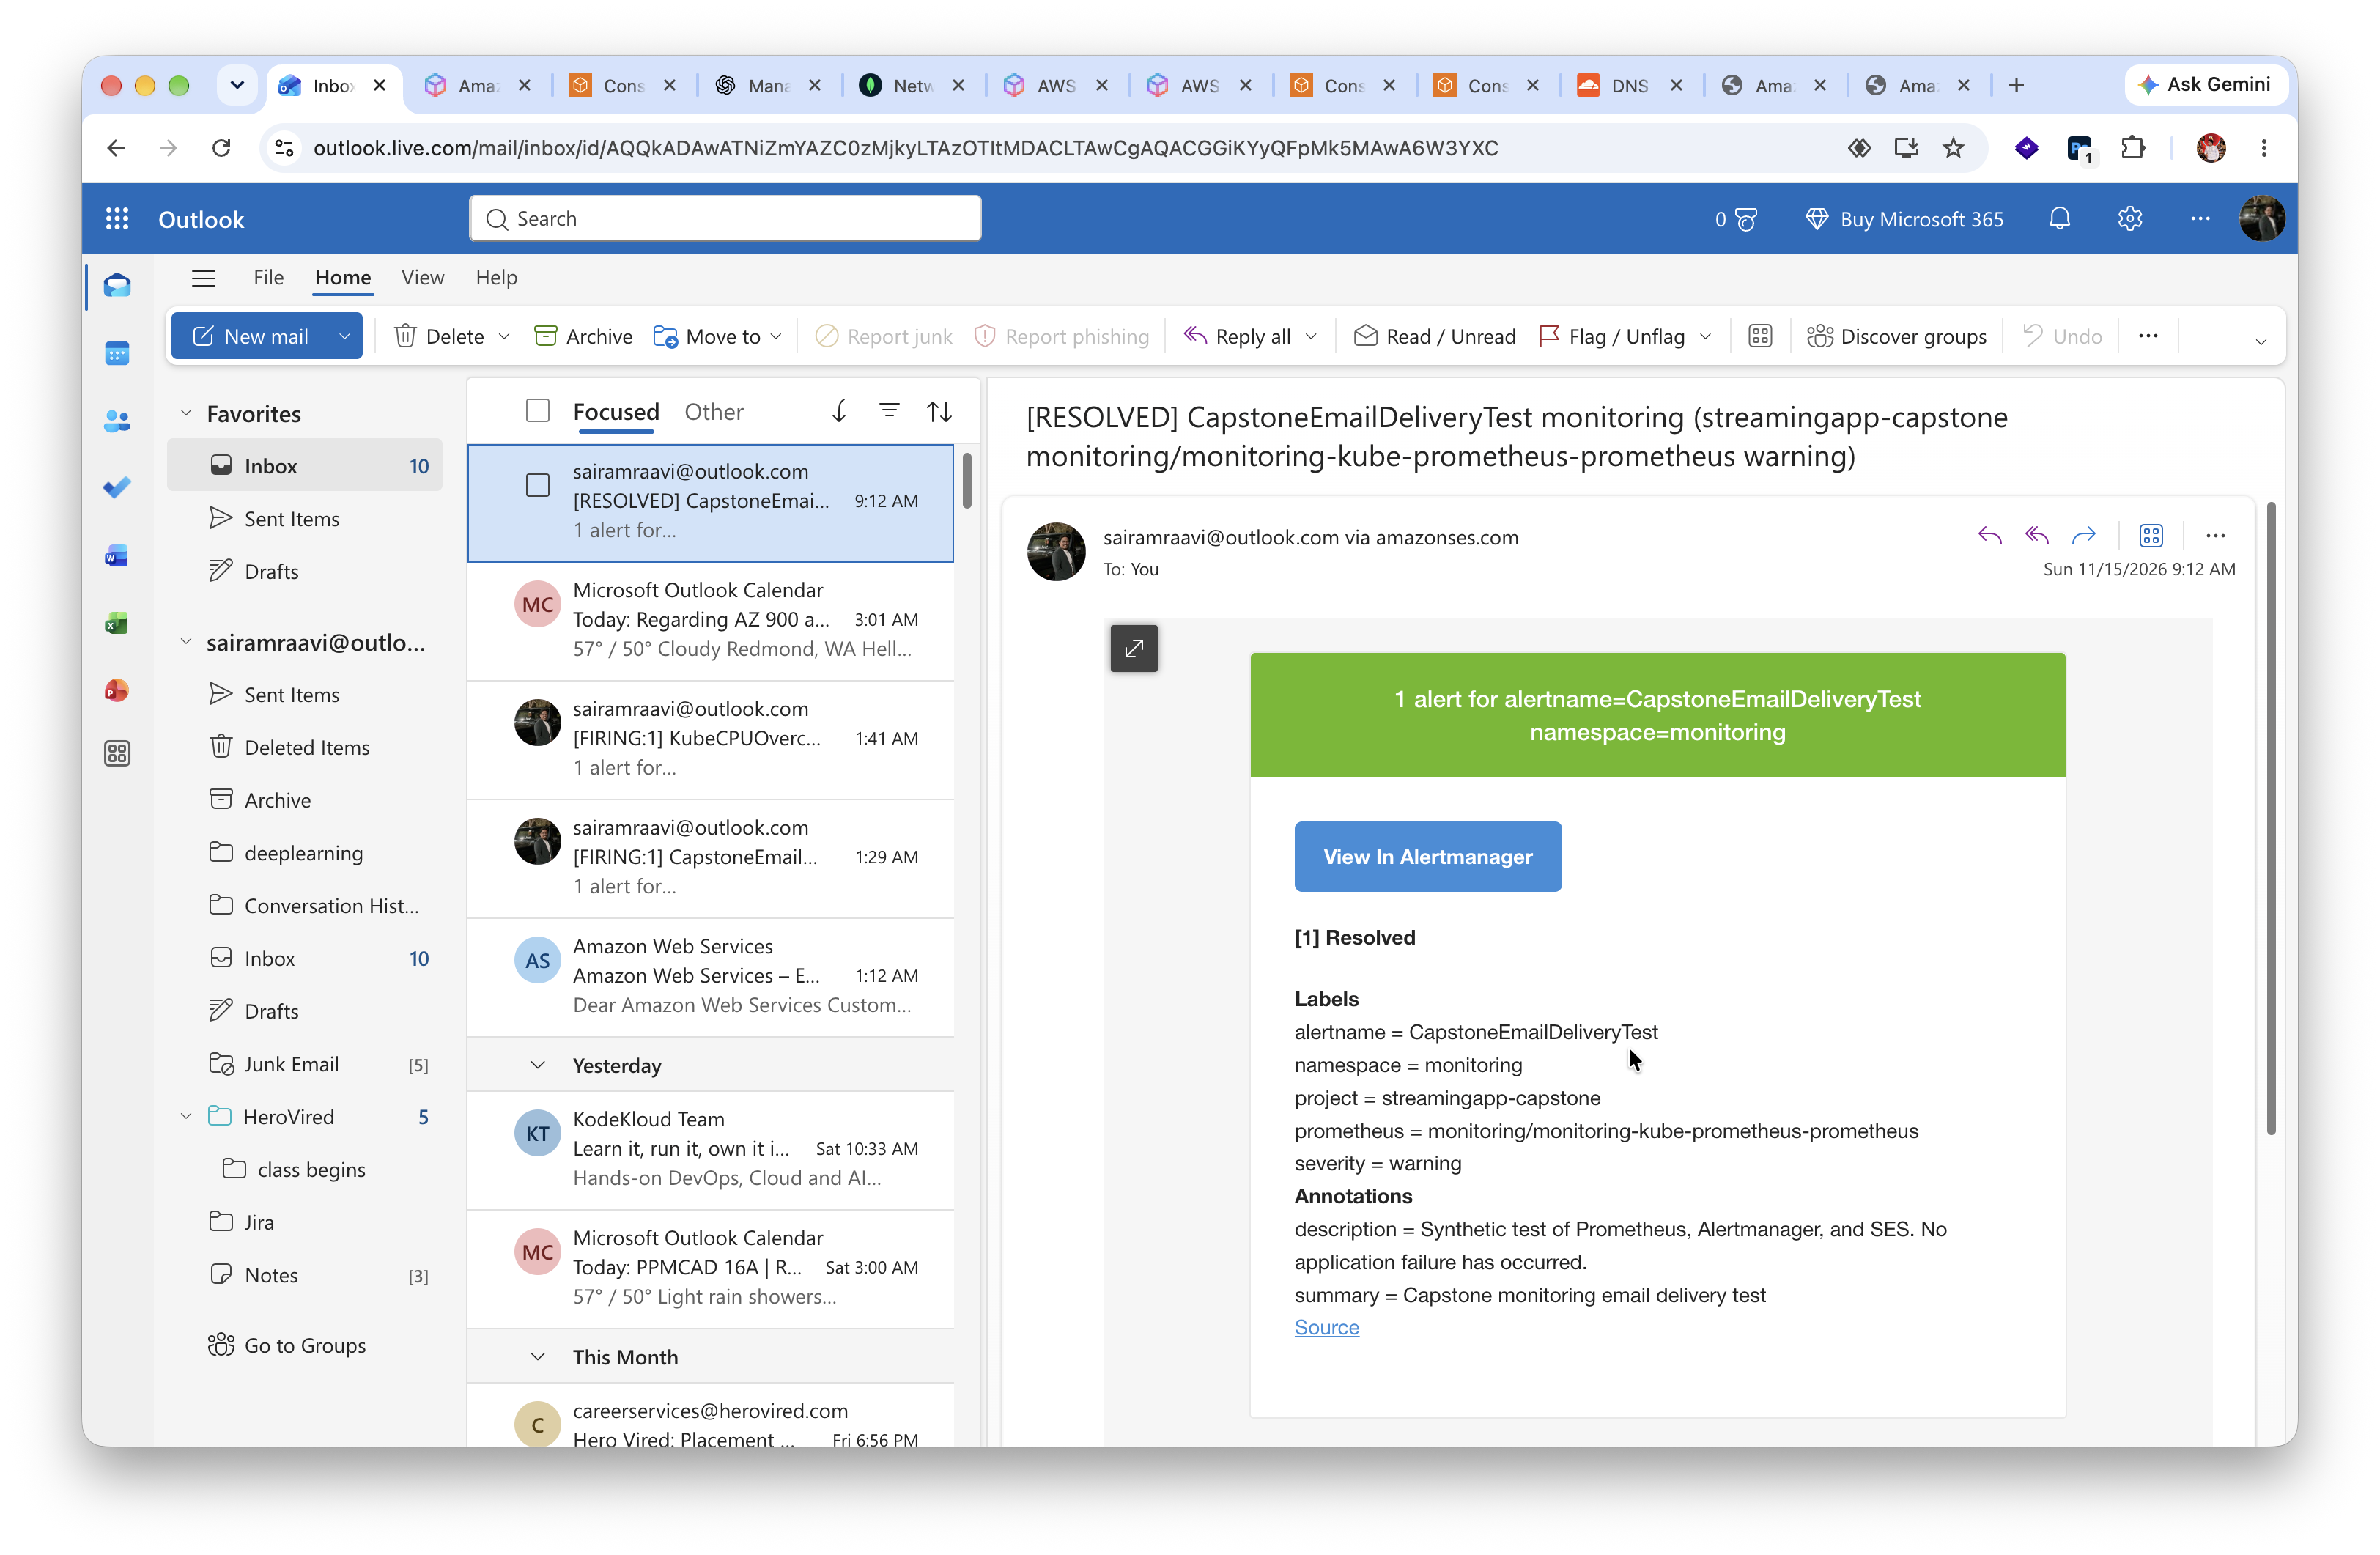 Inbox
Amaz
Cons
Mana
Netw
AWS
AWS
Cons
Cons
DNS
Ama
Ama
Ask Gemini
outlook.live.com/mail/inbox/id/AQQkADAwATNiZmYAZC0zMjkyLTAzOTItMDACLTAwCgAQACGGiKYyQFpMk5MAwA6W3YXC
1
Outlook
Search
0
Buy Microsoft 365
File
Home
View
Help
New mail
Delete
Archive
Move to
Report junk
Report phishing
Reply all
Read / Unread
Flag / Unflag
Discover groups
Undo
Favorites
Inbox 10
Sent Items
Drafts
sairamraavi@outlo...
Sent Items
Deleted Items
Archive
deeplearning
Conversation Hist...
Inbox 10
Drafts
Junk Email [5]
HeroVired 5
class begins
Jira
Notes [3]
Go to Groups
Focused Other
sairamraavi@outlook.com
[RESOLVED] CapstoneEmai... 9:12 AM
1 alert for...
MC
Microsoft Outlook Calendar
Today: Regarding AZ 900 a... 3:01 AM
57° / 50° Cloudy Redmond, WA Hell...
sairamraavi@outlook.com
[FIRING:1] KubeCPUOverc... 1:41 AM
1 alert for...
sairamraavi@outlook.com
[FIRING:1] CapstoneEmail... 1:29 AM
1 alert for...
AS
Amazon Web Services
Amazon Web Services – E... 1:12 AM
Dear Amazon Web Services Custom...
Yesterday
KT
KodeKloud Team
Learn it, run it, own it i... Sat 10:33 AM
Hands-on DevOps, Cloud and AI...
MC
Microsoft Outlook Calendar
Today: PPMCAD 16A | R... Sat 3:00 AM
57° / 50° Light rain showers...
This Month
C
careerservices@herovired.com
Hero Vired: Placement ... Fri 6:56 PM
[RESOLVED] CapstoneEmailDeliveryTest monitoring (streamingapp-capstone
monitoring/monitoring-kube-prometheus-prometheus warning)
sairamraavi@outlook.com via amazonses.com
To: You
Sun 11/15/2026 9:12 AM
1 alert for alertname=CapstoneEmailDeliveryTest
namespace=monitoring
View In Alertmanager
[1] Resolved
Labels
alertname = CapstoneEmailDeliveryTest
namespace = monitoring
project = streamingapp-capstone
prometheus = monitoring/monitoring-kube-prometheus-prometheus
severity = warning
Annotations
description = Synthetic test of Prometheus, Alertmanager, and SES. No
application failure has occurred.
summary = Capstone monitoring email delivery test
Source